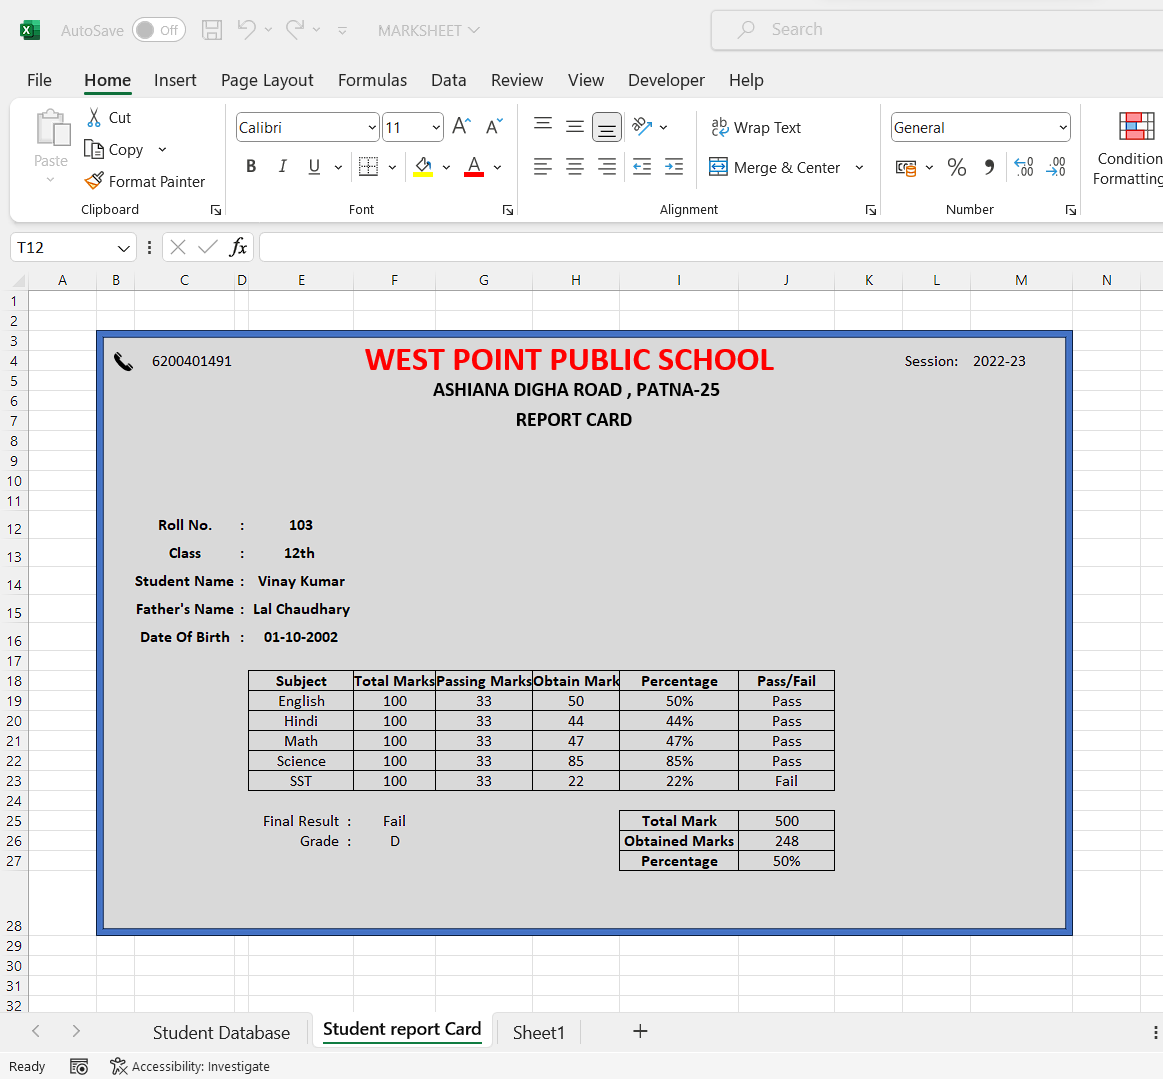 AutoSave Off MARKSHEET Search
File Home Insert Page Layout Formulas Data Review View Developer Help
Paste Cut Copy Format Painter
Calibri 11
B I U A
Wrap Text
Merge & Center
General
Condition
Formatting
Clipboard Font Alignment Number
T12 fx
A B C D E F G H I J K L M N
1
2
3
4 6200401491 WEST POINT PUBLIC SCHOOL Session: 2022-23
5 ASHIANA DIGHA ROAD , PATNA-25
6
7 REPORT CARD
8
9
10
11
12 Roll No. : 103
13 Class : 12th
14 Student Name : Vinay Kumar
15 Father's Name : Lal Chaudhary
16 Date Of Birth : 01-10-2002
17
18 Subject Total Marks Passing Marks Obtain Mark Percentage Pass/Fail
19 English 100 33 50 50% Pass
20 Hindi 100 33 44 44% Pass
21 Math 100 33 47 47% Pass
22 Science 100 33 85 85% Pass
23 SST 100 33 22 22% Fail
24
25 Final Result : Fail Total Mark 500
26 Grade : D Obtained Marks 248
27 Percentage 50%
28
29
30
31
32
Student Database Student report Card Sheet1 +
Ready Accessibility: Investigate